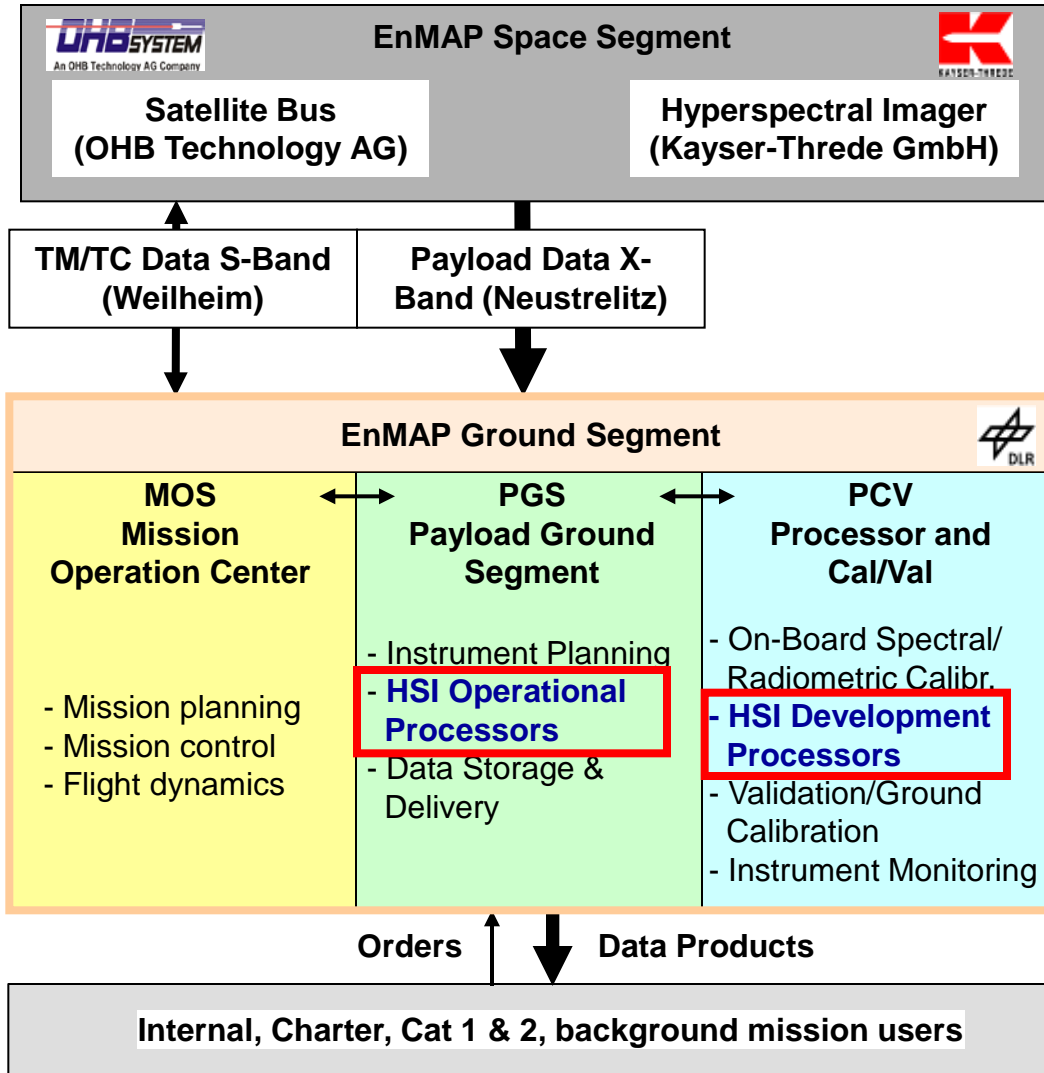 OHB SYSTEM
An OHB Technology AG Company
EnMAP Space Segment
KAYSER-THREDE
Satellite Bus
(OHB Technology AG)
Hyperspectral Imager
(Kayser-Threde GmbH)
TM/TC Data S-Band
(Weilheim)
Payload Data X-
Band (Neustrelitz)
EnMAP Ground Segment
DLR
MOS
Mission
Operation Center
- Mission planning
- Mission control
- Flight dynamics
PGS
Payload Ground
Segment
- Instrument Planning
- HSI Operational
Processors
- Data Storage &
Delivery
PCV
Processor and
Cal/Val
- On-Board Spectral/
Radiometric Calibr.
- HSI Development
Processors
- Validation/Ground
Calibration
- Instrument Monitoring
Orders
Data Products
Internal, Charter, Cat 1 & 2, background mission users